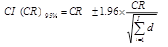 CI (CR) 95% = CR ± 1.96 × CR / √∑ d